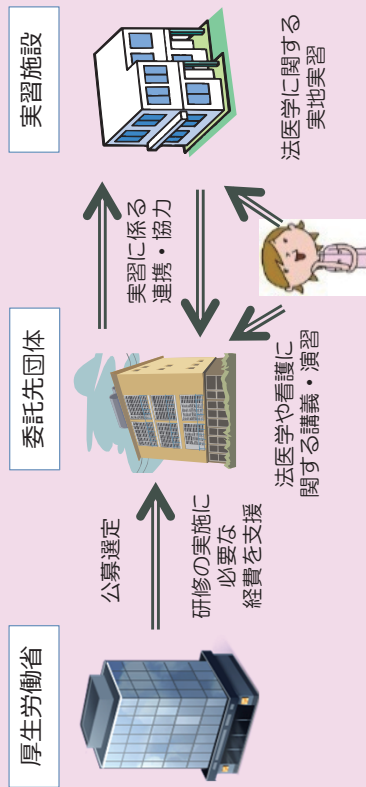 厚生労働省
委託先団体
実習施設
公募選定
研修の実施に
必要な
経費を支援
実習に係る
連携・協力
法医学や看護に
関する講義・演習
法医学に関する
実地実習